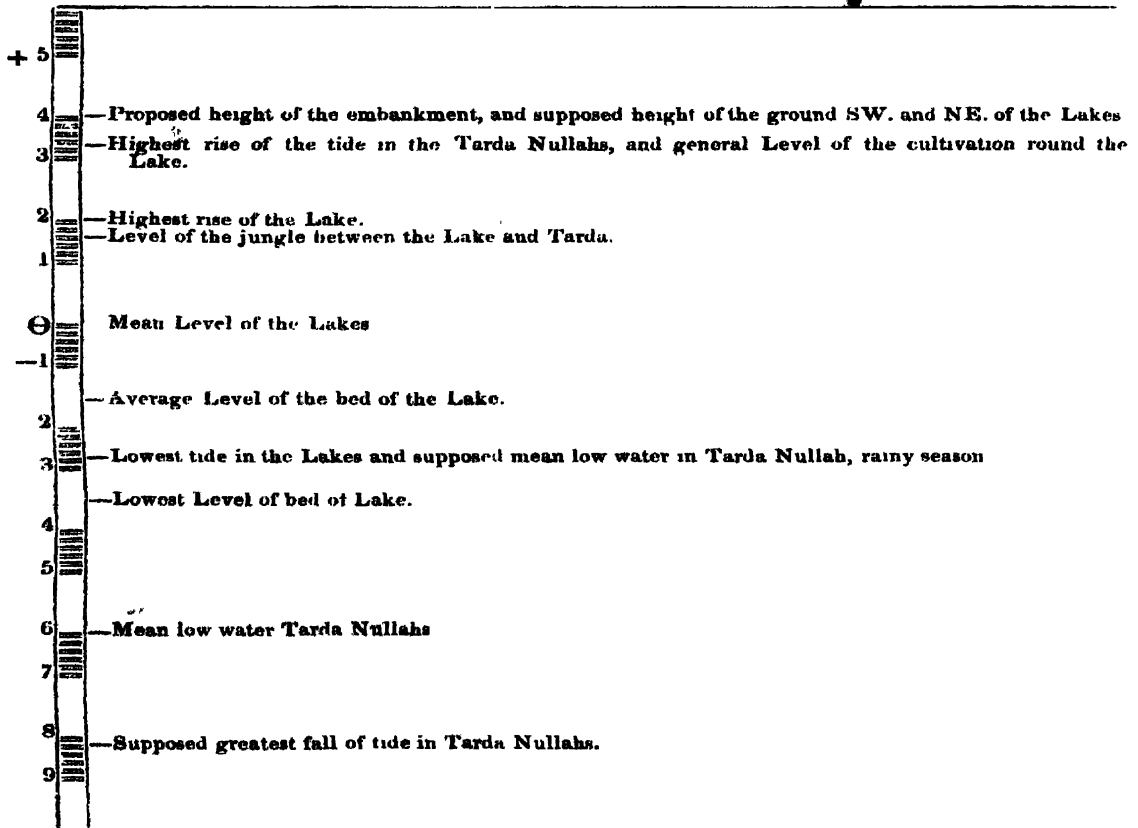 + 5
4 —Proposed height of the embankment, and supposed height of the ground SW. and NE. of the Lakes
—Highest rise of the tide in the Tarda Nullahs, and general Level of the cultivation round the
3
Lake.
2 —Highest rise of the Lake.
—Level of the jungle between the Lake and Tarda.
1
0 Mean Level of the Lakes
—1
—Average Level of the bed of the Lake.
2
—Lowest tide in the Lakes and supposed mean low water in Tarda Nullah, rainy season
3
—Lowest Level of bed of Lake.
4
5
6 —Mean low water Tarda Nullahs
7
8
—Supposed greatest fall of tide in Tarda Nullahs.
9